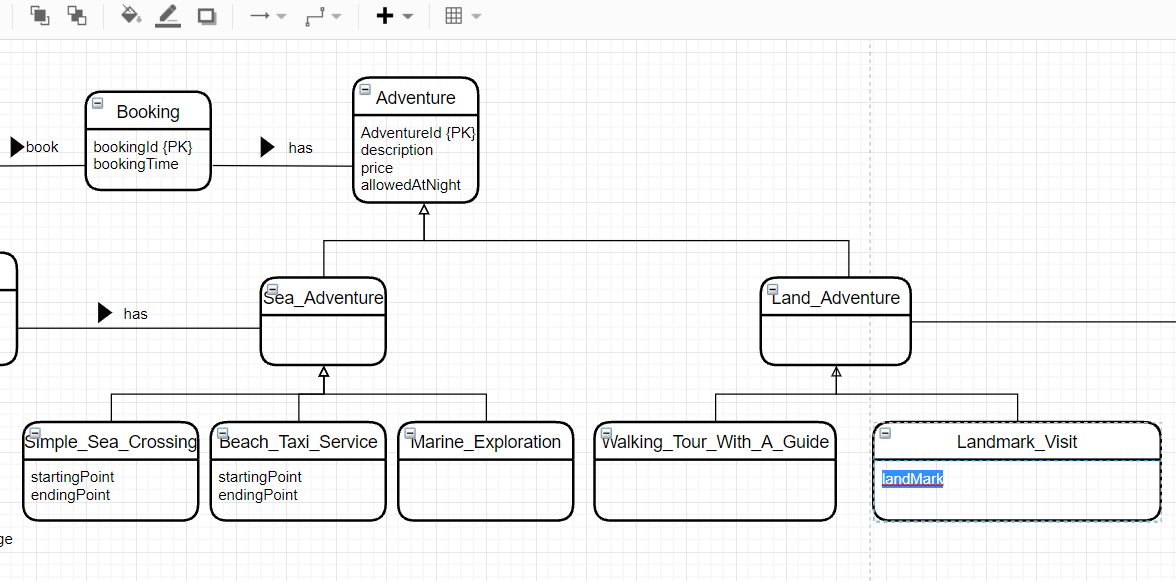 Adventure
Booking
AdventureId {PK}
description
price
allowedAtNight
book
bookingId {PK}
bookingTime
has
Sea_Adventure
Land_Adventure
has
Simple_Sea_Crossing
Beach_Taxi_Service
Marine_Exploration
Walking_Tour_With_A_Guide
Landmark_Visit
startingPoint
endingPoint
startingPoint
endingPoint
landMark